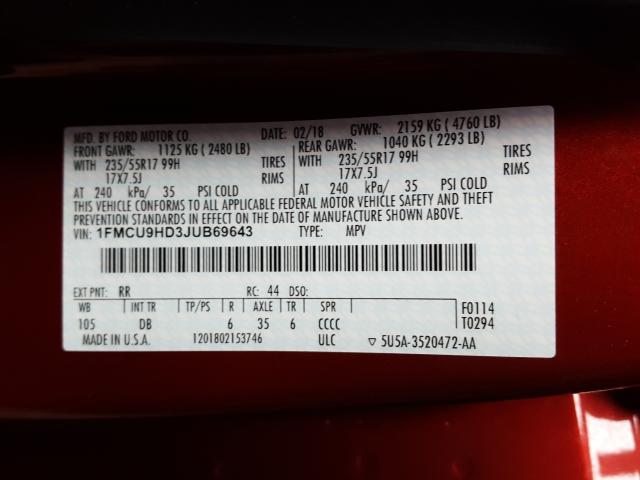 MFD. BY FORD MOTOR CO. DATE: 02/18 GVWR: 2159 KG ( 4760 LB)
FRONT GAWR: 1125 KG ( 2480 LB) REAR GAWR: 1040 KG ( 2293 LB)
WITH 235/55R17 99H TIRES WITH 235/55R17 99H TIRES
17X7.5J RIMS 17X7.5J RIMS
AT 240 kPa/ 35 PSI COLD AT 240 kPa/ 35 PSI COLD
THIS VEHICLE CONFORMS TO ALL APPLICABLE FEDERAL MOTOR VEHICLE SAFETY AND THEFT
PREVENTION STANDARDS IN EFFECT ON THE DATE OF MANUFACTURE SHOWN ABOVE.
VIN: 1FMCU9HD3JUB69643 TYPE: MPV
EXT PNT: RR RC: 44 DSO:
WB INT TR TP/PS R AXLE TR SPR F0114
105 DB 6 35 6 CCCC T0294
MADE IN U.S.A. 1201802153746 ULC ▽ 5U5A-3520472-AA